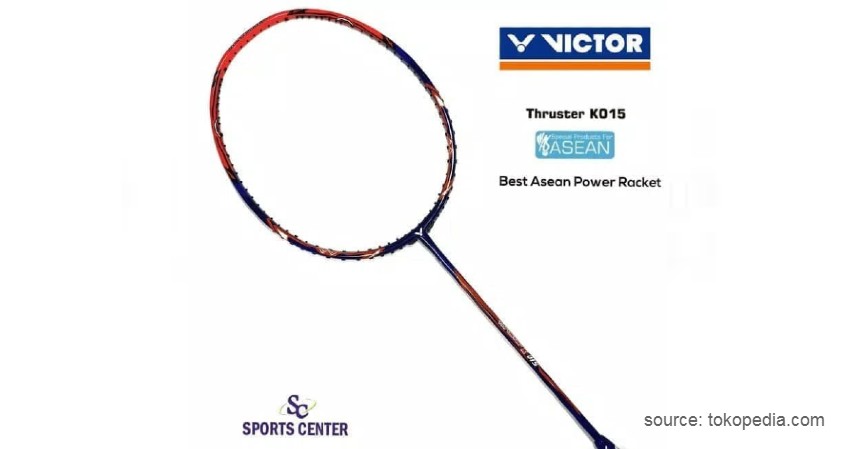 VICTOR
Thruster K015
Special Products For
ASEAN
Best Asean Power Racket
SC
SPORTS CENTER
source: tokopedia.com